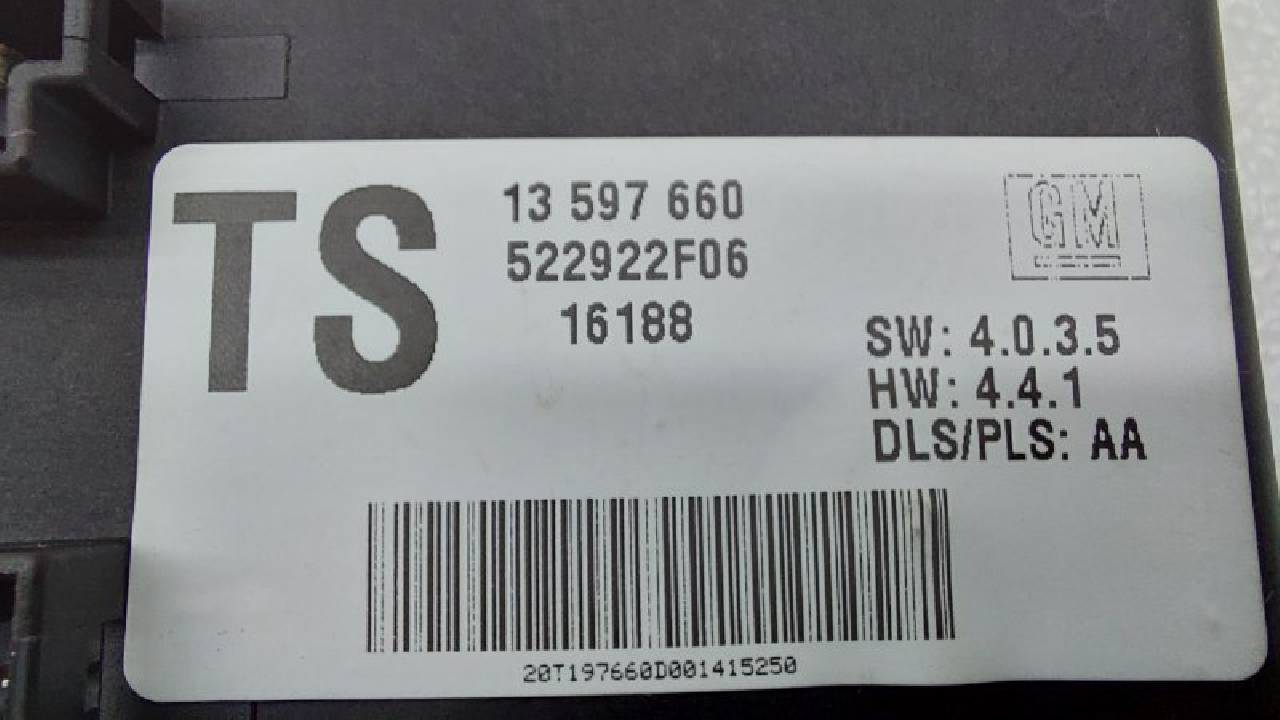 TS
13 597 660
522922F06
16188
GM
SW: 4.0.3.5
HW: 4.4.1
DLS/PLS: AA
20T197660D001415250